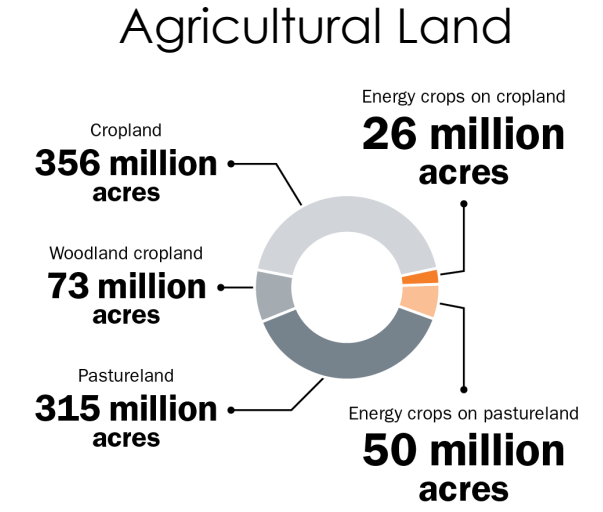 Agricultural Land
Energy crops on cropland
26 million
acres
Cropland
356 million
acres
Woodland cropland
73 million
acres
Pastureland
315 million
acres
Energy crops on pastureland
50 million
acres